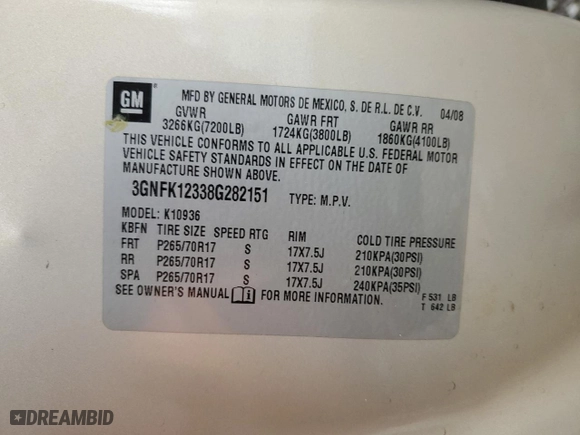 GM
MFD BY GENERAL MOTORS DE MEXICO, S. DE R.L. DE C.V. 04/08
GVWR GAWR FRT GAWR RR
3266KG(7200LB) 1724KG(3800LB) 1860KG(4100LB)
THIS VEHICLE CONFORMS TO ALL APPLICABLE U.S. FEDERAL MOTOR
VEHICLE SAFETY STANDARDS IN EFFECT ON THE DATE OF
MANUFACTURE SHOWN ABOVE.
3GNFK12338G282151 TYPE: M.P.V.
MODEL: K10936
KBFN TIRE SIZE SPEED RTG RIM COLD TIRE PRESSURE
FRT P265/70R17 S 17X7.5J 210KPA(30PSI)
RR P265/70R17 S 17X7.5J 210KPA(30PSI)
SPA P265/70R17 S 17X7.5J 240KPA(35PSI)
SEE OWNER'S MANUAL i FOR MORE INFORMATION.
F 531 LB
T 642 LB
DREAMBID